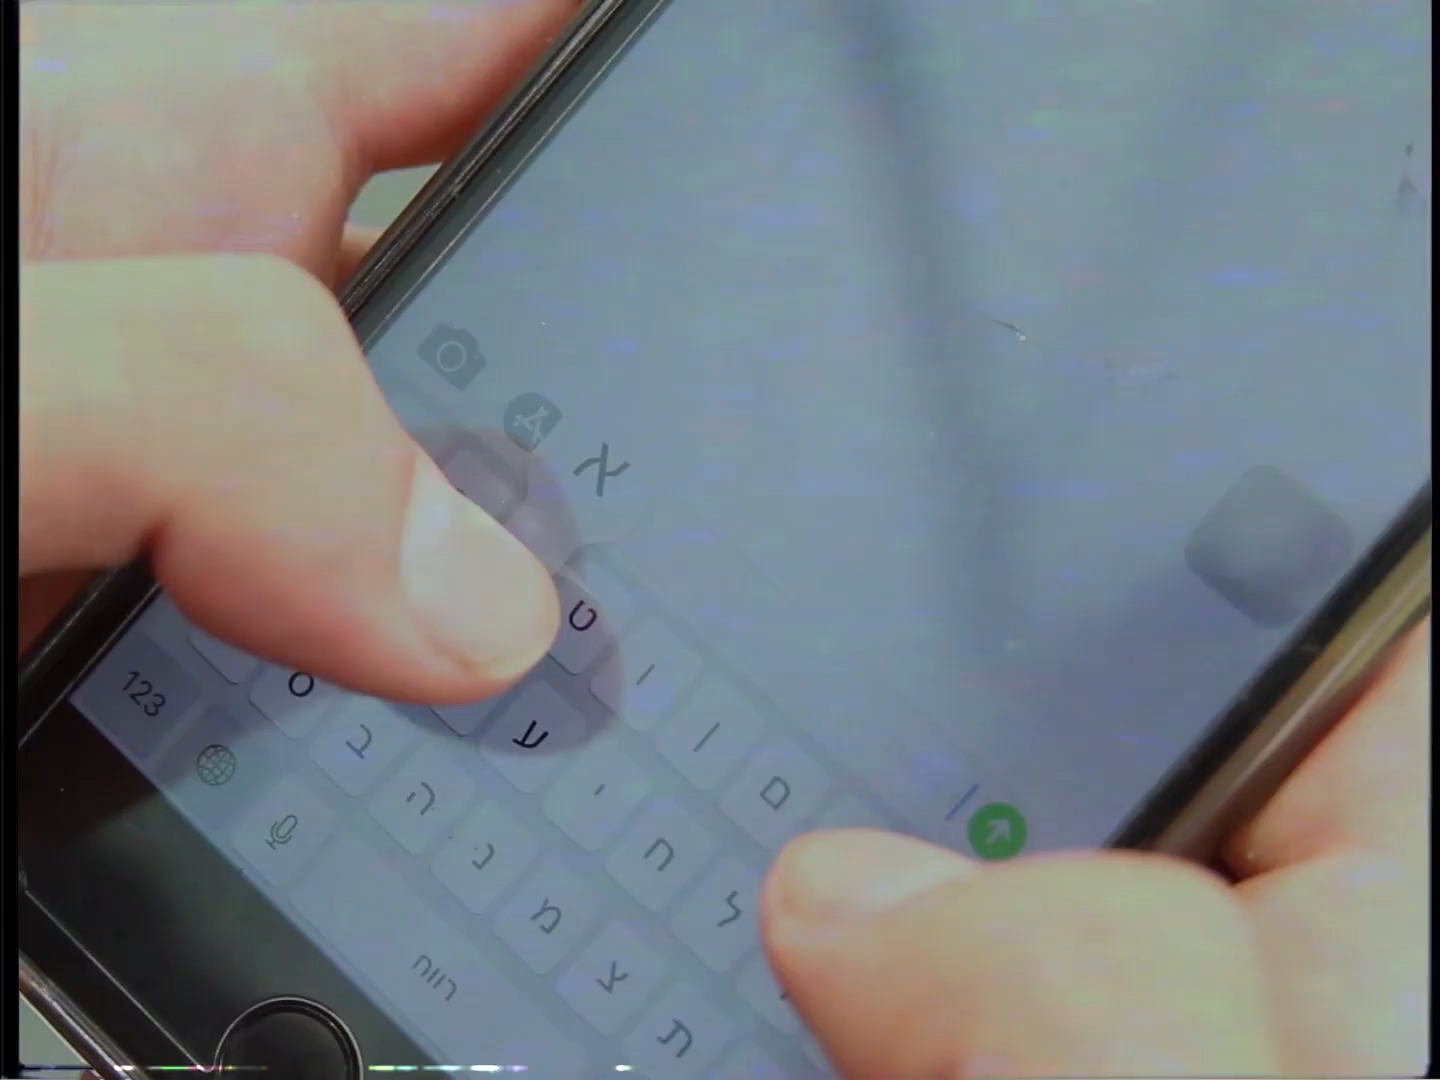 א
ט ו ן ם
ע י ח ל
ס ב ה נ מ צ ת
123
רווח